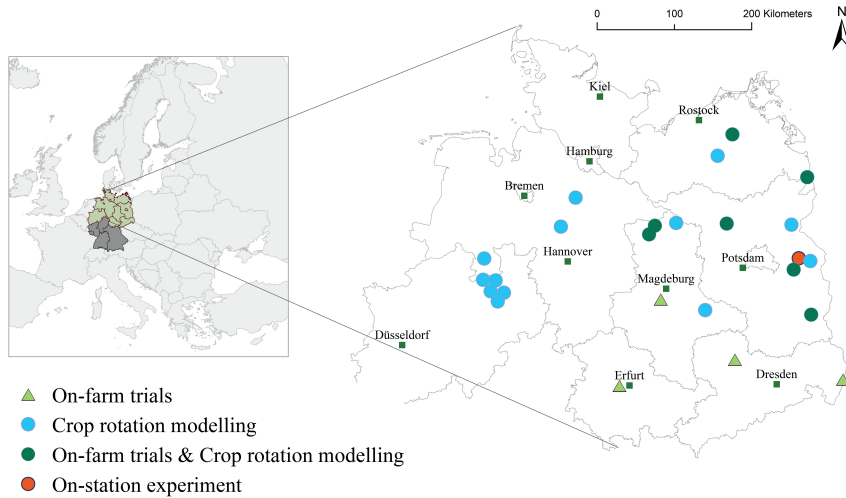 0 100 200 Kilometers
N
Kiel
Rostock
Hamburg
Bremen
Hannover
Potsdam
Magdeburg
Düsseldorf
Erfurt
Dresden
On-farm trials
Crop rotation modelling
On-farm trials & Crop rotation modelling
On-station experiment